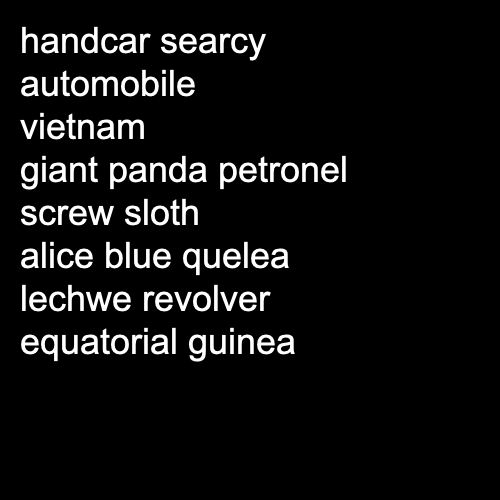 handcar searcy
automobile
vietnam
giant panda petronel
screw sloth
alice blue quelea
lechwe revolver
equatorial guinea